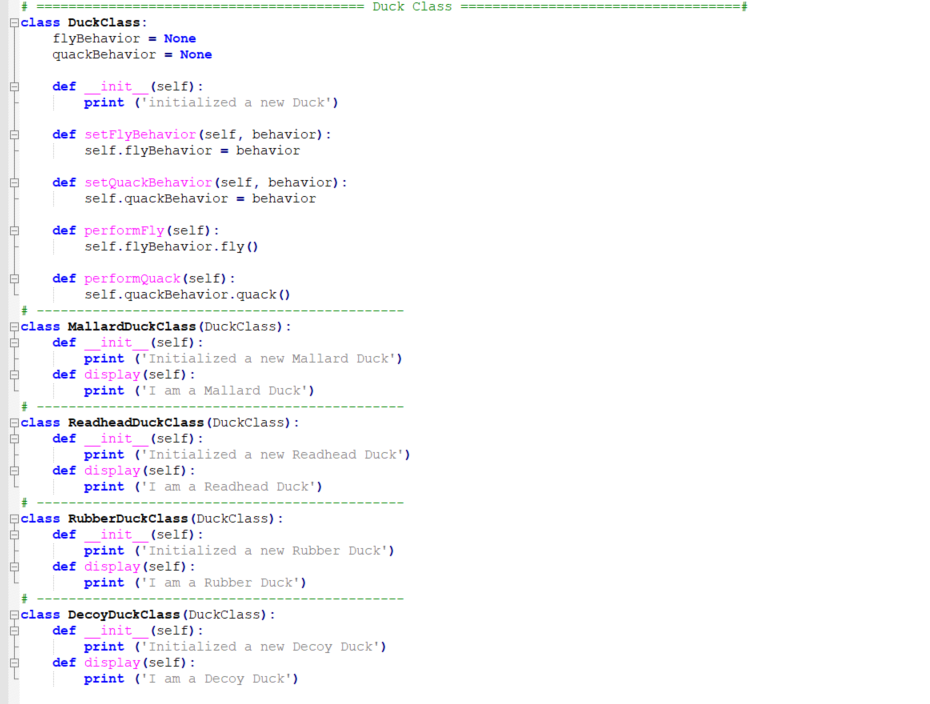 # ========================================= Duck Class ===================================#
class DuckClass:
    flyBehavior = None
    quackBehavior = None
    def __init__(self):
        print ('initialized a new Duck')
    def setFlyBehavior(self, behavior):
        self.flyBehavior = behavior
    def setQuackBehavior(self, behavior):
        self.quackBehavior = behavior
    def performFly(self):
        self.flyBehavior.fly()
    def performQuack(self):
        self.quackBehavior.quack()
# ----------------------------------------------
class MallardDuckClass(DuckClass):
    def __init__(self):
        print ('Initialized a new Mallard Duck')
    def display(self):
        print ('I am a Mallard Duck')
# ----------------------------------------------
class ReadheadDuckClass(DuckClass):
    def __init__(self):
        print ('Initialized a new Readhead Duck')
    def display(self):
        print ('I am a Readhead Duck')
# ----------------------------------------------
class RubberDuckClass(DuckClass):
    def __init__(self):
        print ('Initialized a new Rubber Duck')
    def display(self):
        print ('I am a Rubber Duck')
# ----------------------------------------------
class DecoyDuckClass(DuckClass):
    def __init__(self):
        print ('Initialized a new Decoy Duck')
    def display(self):
        print ('I am a Decoy Duck')